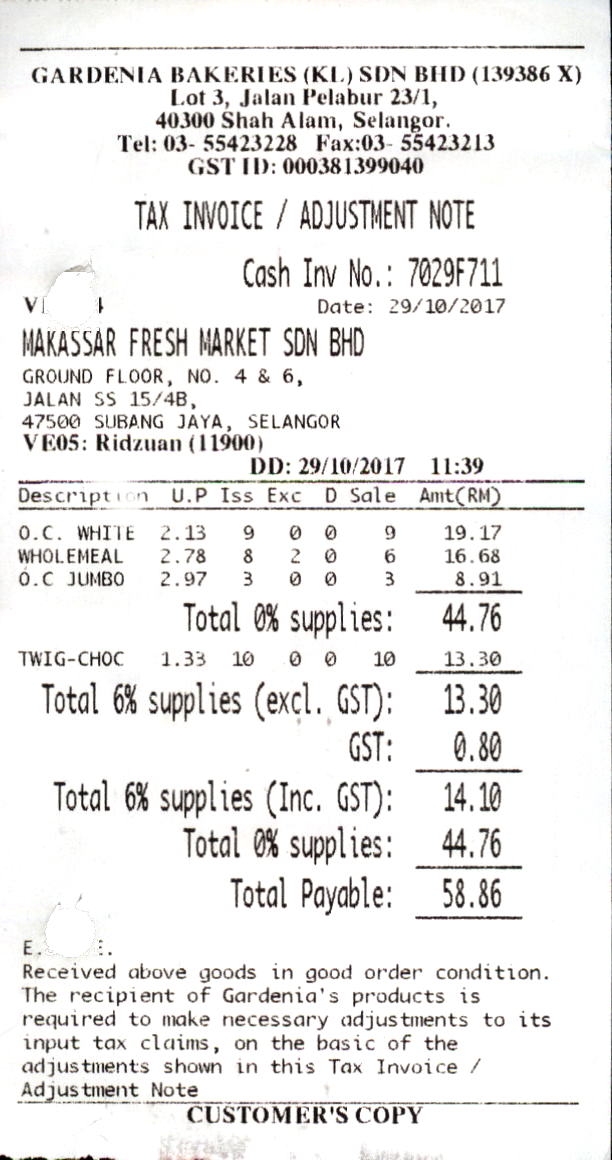 GARDENIA BAKERIES (KL) SDN BHD (139386 X)
Lot 3, Jalan Pelabur 23/1,
40300 Shah Alam, Selangor.
Tel: 03- 55423228 Fax:03- 55423213
GST ID: 000381399040
TAX INVOICE / ADJUSTMENT NOTE
Cash Inv No.: 7029F711
Date: 29/10/2017
MAKASSAR FRESH MARKET SDN BHD
GROUND FLOOR, NO. 4 & 6,
JALAN SS 15/4B,
47500 SUBANG JAYA, SELANGOR
VE05: Ridzuan (11900)
DD: 29/10/2017 11:39
Description U.P Iss Exc D Sale Amt(RM)
O.C. WHITE 2.13 9 0 0 9 19.17
WHOLEMEAL 2.78 8 2 0 6 16.68
O.C JUMBO 2.97 3 0 0 3 8.91
Total 0% supplies: 44.76
TWIG-CHOC 1.33 10 0 0 10 13.30
Total 6% supplies (excl. GST): 13.30
GST: 0.80
Total 6% supplies (Inc. GST): 14.10
Total 0% supplies: 44.76
Total Payable: 58.86
Received above goods in good order condition.
The recipient of Gardenia's products is
required to make necessary adjustments to its
input tax claims, on the basic of the
adjustments shown in this Tax Invoice /
Adjustment Note
CUSTOMER'S COPY